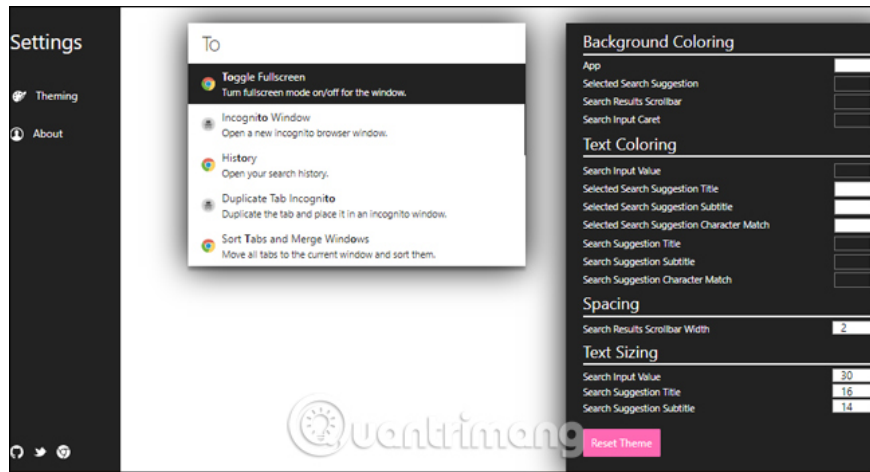 Settings
Theming
About
To
Toggle Fullscreen
Turn fullscreen mode on/off for the window.
Incognito Window
Open a new incognito browser window.
History
Open your search history.
Duplicate Tab Incognito
Duplicate the tab and place it in an incognito window.
Sort Tabs and Merge Windows
Move all tabs to the current window and sort them.
Background Coloring
App
Selected Search Suggestion
Search Results Scrollbar
Search Input Caret
Text Coloring
Search Input Value
Selected Search Suggestion Title
Selected Search Suggestion Subtitle
Selected Search Suggestion Character Match
Search Suggestion Title
Search Suggestion Subtitle
Search Suggestion Character Match
Spacing
Search Results Scrollbar Width 2
Text Sizing
Search Input Value 30
Search Suggestion Title 16
Search Suggestion Subtitle 14
Reset Theme
Quantrimang